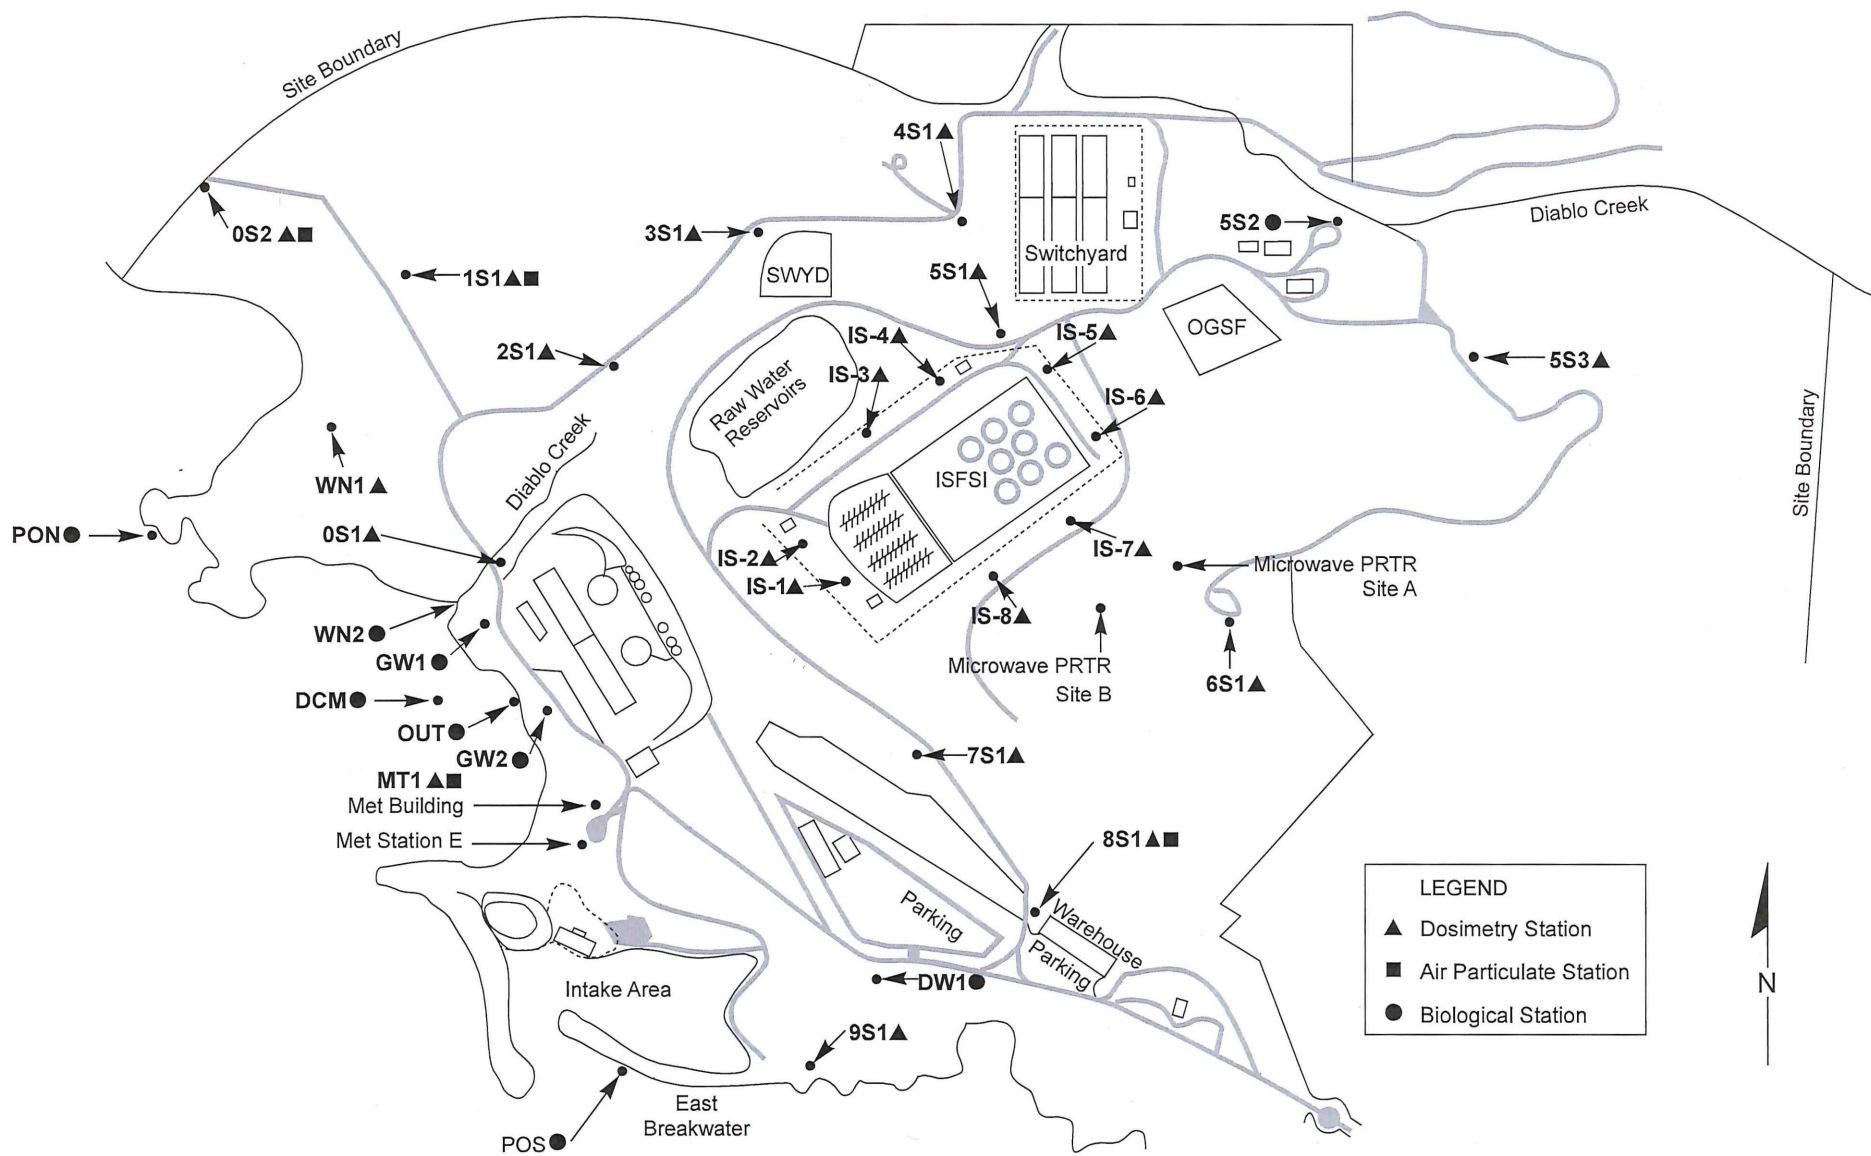 Site Boundary
4S1
0S2
3S1
5S2
Diablo Creek
1S1
SWYD
5S1
Switchyard
OGSF
2S1
IS-4
IS-5
5S3
IS-3
Raw Water
Reservoirs
IS-6
WN1
Diablo Creek
ISFSI
Site Boundary
PON
0S1
IS-2
IS-7
IS-1
Microwave PRTR
Site A
IS-8
WN2
GW1
Microwave PRTR
Site B
6S1
DCM
OUT
GW2
7S1
MT1
Met Building
Met Station E
8S1
Parking
Warehouse
Parking
DW1
Intake Area
9S1
East
Breakwater
POS
LEGEND
Dosimetry Station
Air Particulate Station
Biological Station
N